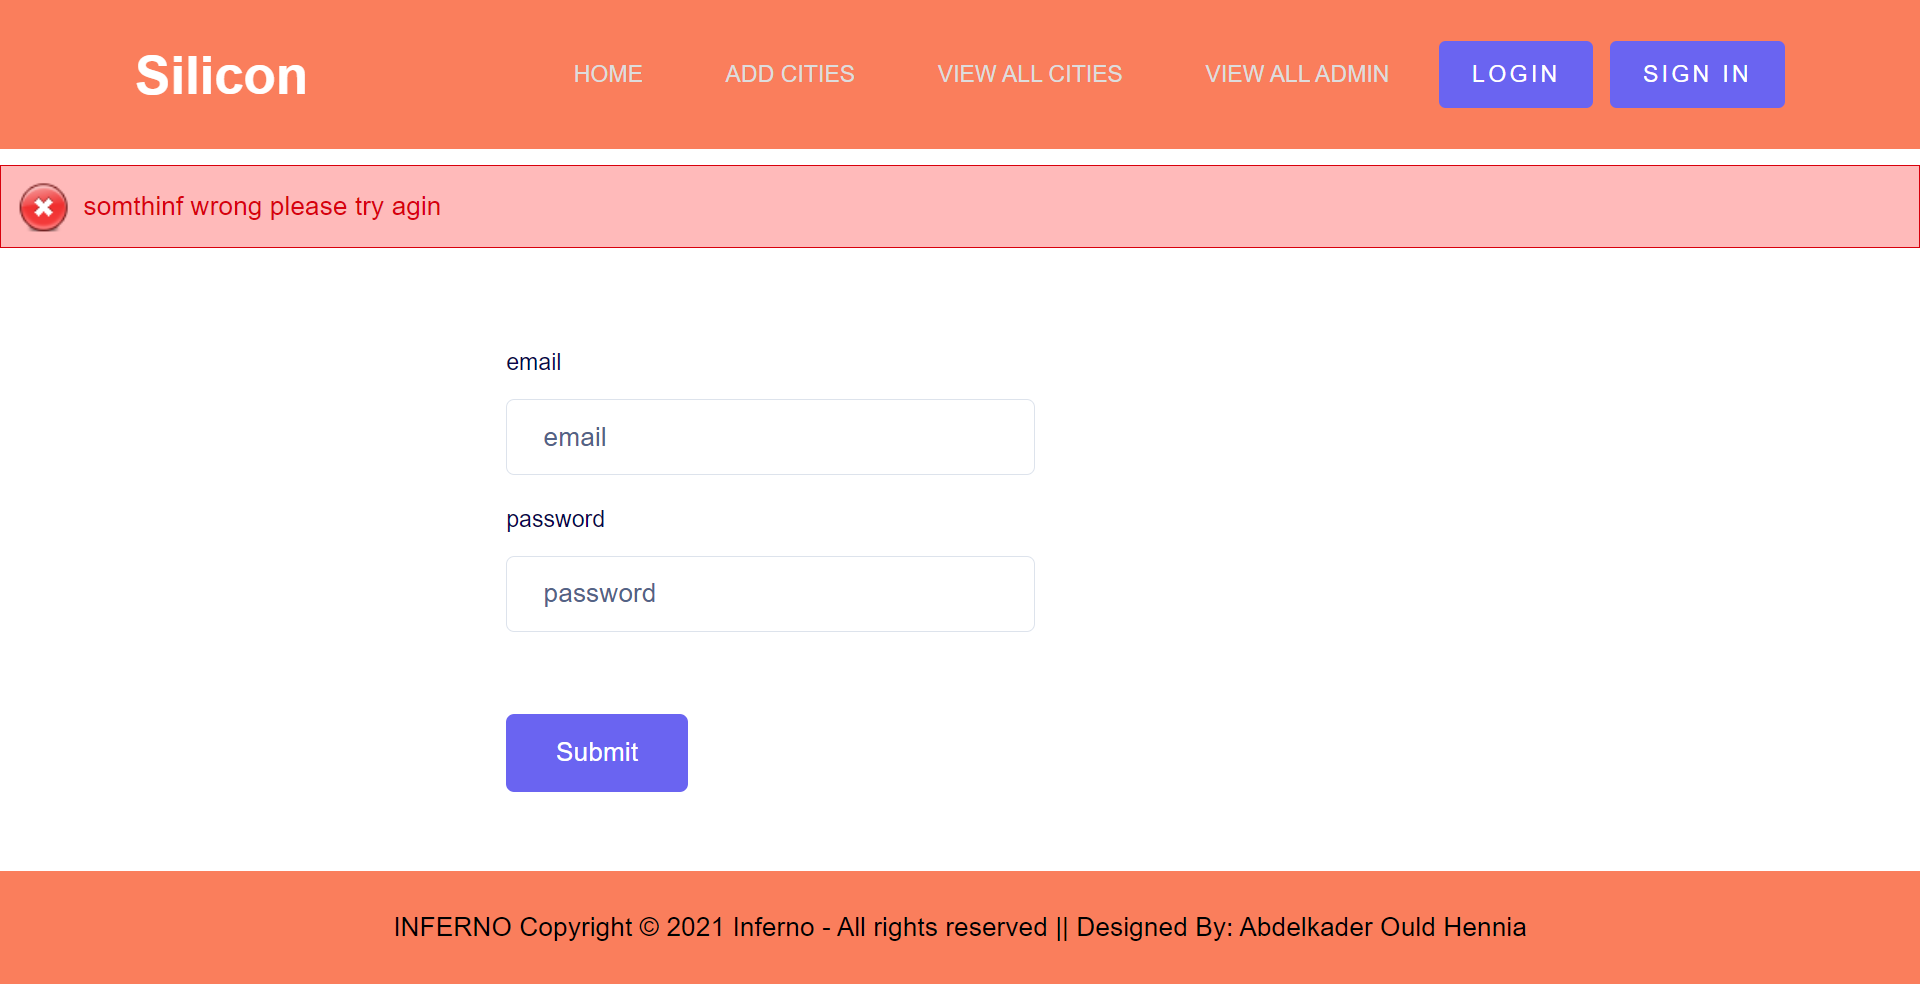 Silicon
HOME
ADD CITIES
VIEW ALL CITIES
VIEW ALL ADMIN
LOGIN
SIGN IN
somthinf wrong please try agin
email
email
password
password
Submit
INFERNO Copyright © 2021 Inferno - All rights reserved || Designed By: Abdelkader Ould Hennia